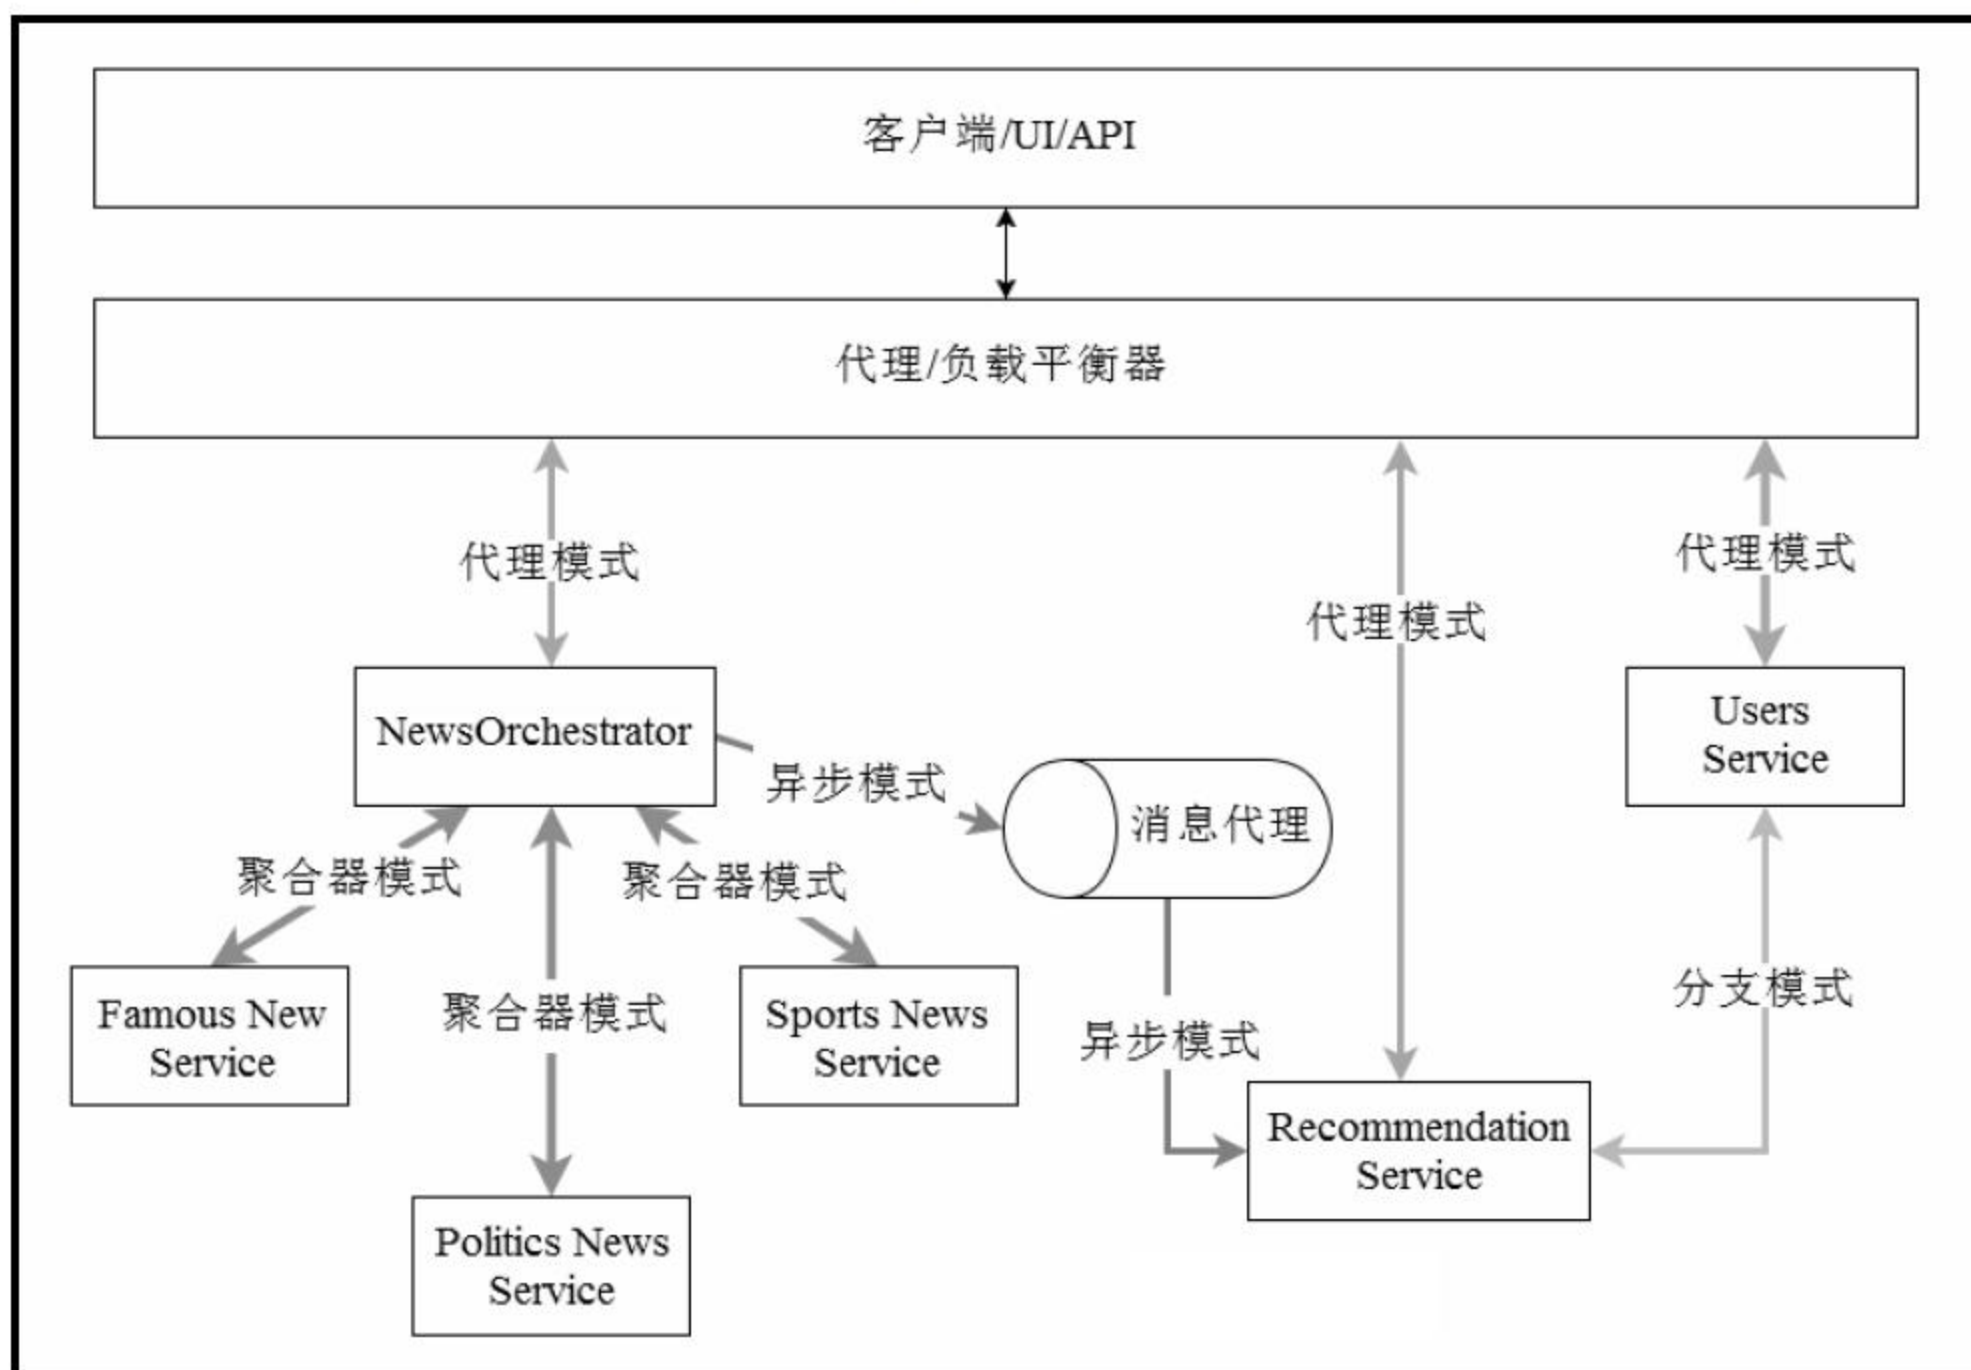 客户端/UI/API
代理/负载平衡器
代理模式
代理模式
代理模式
NewsOrchestrator
Users
Service
异步模式
消息代理
聚合器模式
聚合器模式
Famous New
Service
聚合器模式
Sports News
Service
异步模式
分支模式
Recommendation
Service
Politics News
Service